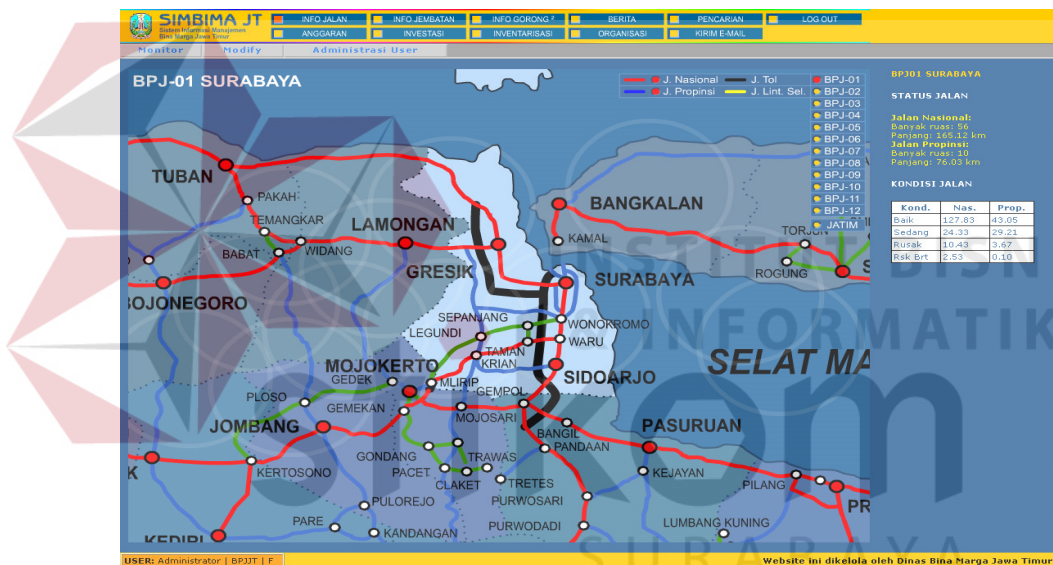 SIMBIMA JT
Sistem Informasi Manajemen
Bina Marga Jawa Timur
INFO JALAN
INFO JEMBATAN
INFO GORONG ²
BERITA
PENCARIAN
LOG OUT
ANGGARAN
INVESTASI
INVENTARISASI
ORGANISASI
KIRIM E-MAIL
Monitor
Modify
Administrasi User
BPJ-01 SURABAYA
J. Nasional
J. Tol
J. Propinsi
J. Lint. Sel.
BPJ-01
BPJ-02
BPJ-03
BPJ-04
BPJ-05
BPJ-06
BPJ-07
BPJ-08
BPJ-09
BPJ-10
BPJ-11
BPJ-12
JATIM
TUBAN
PAKAH
TEMANGKAR
BABAT
WIDANG
LAMONGAN
BANGKALAN
KAMAL
TORJUN
ROGUNG
S
BOJONEGORO
GRESIK
SURABAYA
SEPANJANG
LEGUNDI
WONOKROMO
WARU
TAMAN
KRIAN
MOJOKERTO
GEDEK
MLIRIP
SIDOARJO
SELAT MA
PLOSO
GEMEKAN
GEMPOL
MOJOSARI
JOMBANG
BANGIL
PASURUAN
GONDANG
PANDAAN
K
KERTOSONO
PACET
TRAWAS
CLAKET
TRETES
KEJAYAN
PILANG
PURWOSARI
PR
PULOREJO
PARE
KANDANGAN
PURWODADI
LUMBANG KUNING
KEDIRI
BPJ01 SURABAYA
STATUS JALAN
Jalan Nasional:
Banyak ruas: 56
Panjang: 165.12 km
Jalan Propinsi:
Banyak ruas: 10
Panjang: 76.03 km
KONDISI JALAN
Kond. Nas. Prop.
Baik 127.83 43.05
Sedang 24.33 29.21
Rusak 10.43 3.67
Rsk Brt 2.53 0.10
INSTITUT BISN
INFORMATIK
stikom
SURABAYA
USER: Administrator | BPJJT | F
Website ini dikelola oleh Dinas Bina Marga Jawa Timur